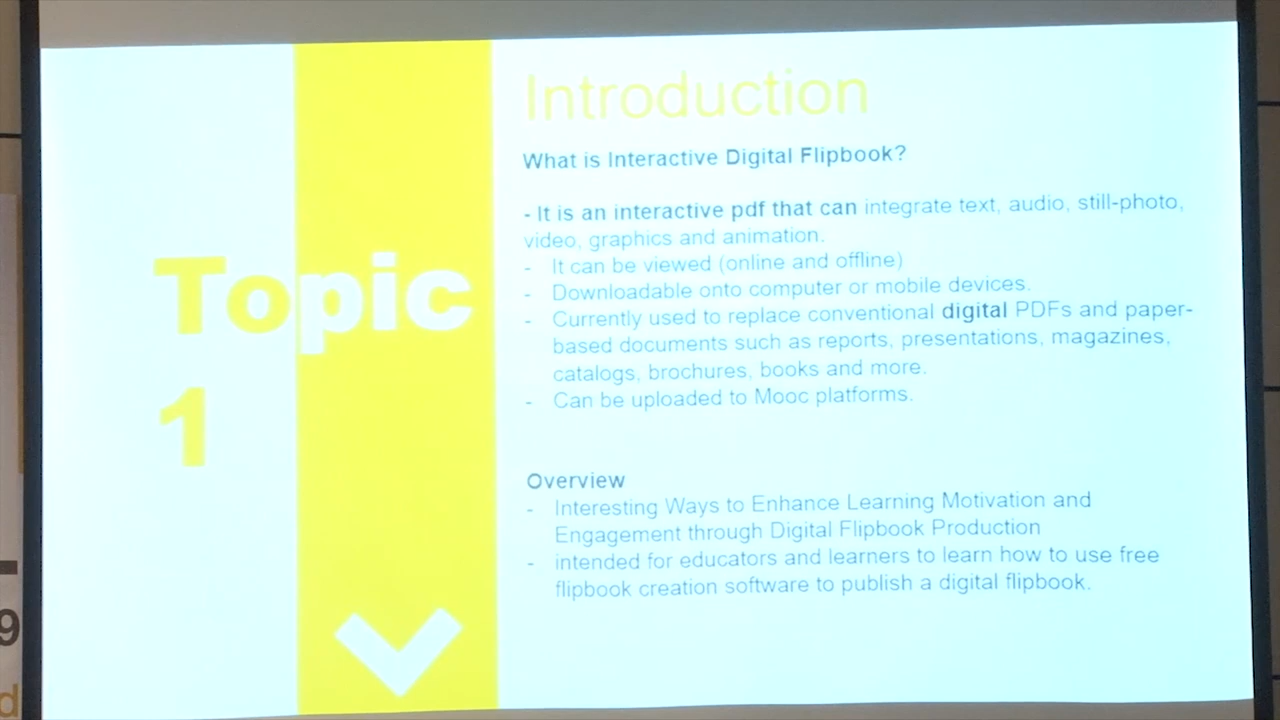 Topic
1
Introduction
What is Interactive Digital Flipbook?
- It is an interactive pdf that can integrate text, audio, still-photo,
video, graphics and animation.
- It can be viewed (online and offline)
- Downloadable onto computer or mobile devices.
- Currently used to replace conventional digital PDFs and paper-
based documents such as reports, presentations, magazines,
catalogs, brochures, books and more.
- Can be uploaded to Mooc platforms.
Overview
- Interesting Ways to Enhance Learning Motivation and
Engagement through Digital Flipbook Production
- intended for educators and learners to learn how to use free
flipbook creation software to publish a digital flipbook.
9
d